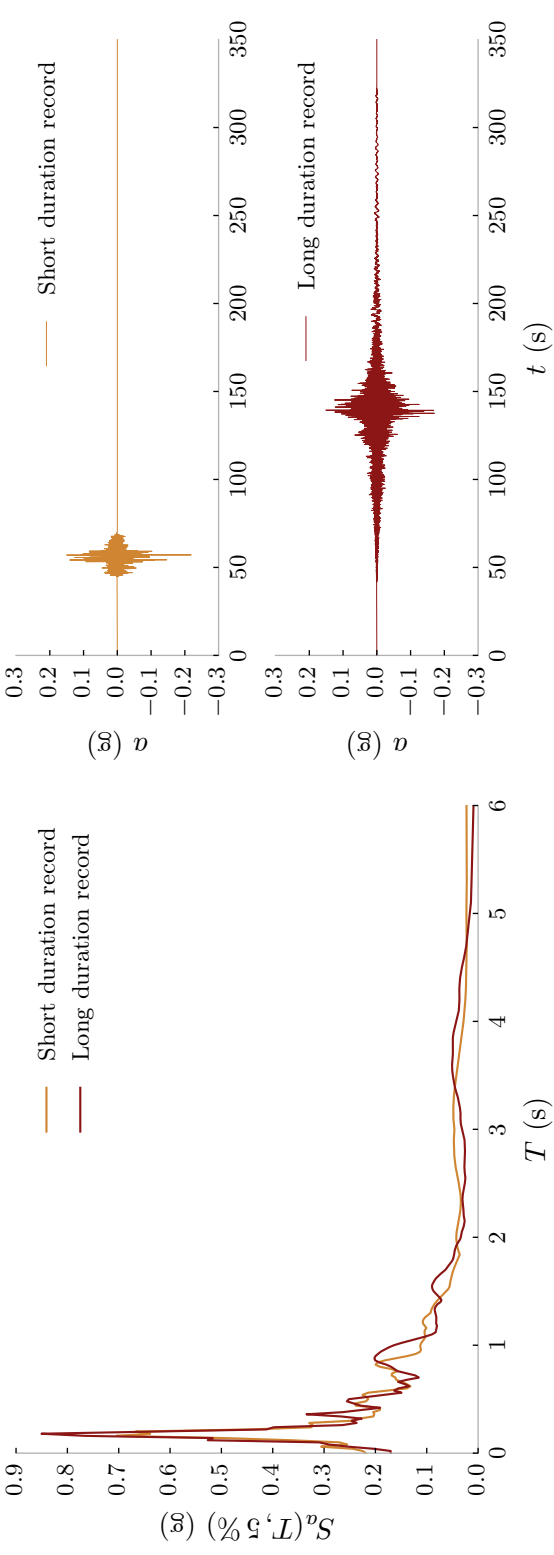 0.9
0.8
0.7
0.6
0.5
0.4
0.3
0.2
0.1
0.0
S_a(T, 5 %) (g)
0 1 2 3 4 5 6
T (s)
Short duration record
Long duration record
0.3
0.2
0.1
0.0
−0.1
−0.2
−0.3
a (g)
0 50 100 150 200 250 300 350
Short duration record
0.3
0.2
0.1
0.0
−0.1
−0.2
−0.3
a (g)
0 50 100 150 200 250 300 350
t (s)
Long duration record